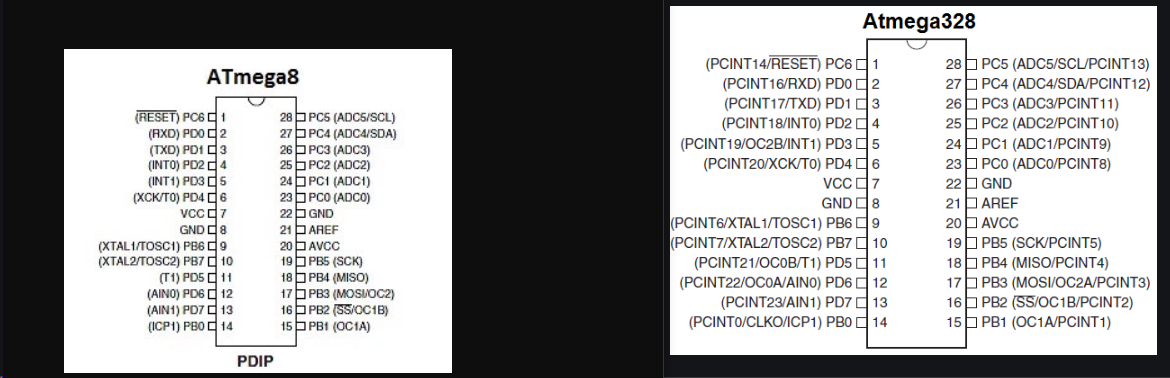 ATmega8
(RESET) PC6 1 28 PC5 (ADC5/SCL)
(RXD) PD0 2 27 PC4 (ADC4/SDA)
(TXD) PD1 3 26 PC3 (ADC3)
(INT0) PD2 4 25 PC2 (ADC2)
(INT1) PD3 5 24 PC1 (ADC1)
(XCK/T0) PD4 6 23 PC0 (ADC0)
VCC 7 22 GND
GND 8 21 AREF
(XTAL1/TOSC1) PB6 9 20 AVCC
(XTAL2/TOSC2) PB7 10 19 PB5 (SCK)
(T1) PD5 11 18 PB4 (MISO)
(AIN0) PD6 12 17 PB3 (MOSI/OC2)
(AIN1) PD7 13 16 PB2 (SS/OC1B)
(ICP1) PB0 14 15 PB1 (OC1A)
PDIP
Atmega328
(PCINT14/RESET) PC6 1 28 PC5 (ADC5/SCL/PCINT13)
(PCINT16/RXD) PD0 2 27 PC4 (ADC4/SDA/PCINT12)
(PCINT17/TXD) PD1 3 26 PC3 (ADC3/PCINT11)
(PCINT18/INT0) PD2 4 25 PC2 (ADC2/PCINT10)
(PCINT19/OC2B/INT1) PD3 5 24 PC1 (ADC1/PCINT9)
(PCINT20/XCK/T0) PD4 6 23 PC0 (ADC0/PCINT8)
VCC 7 22 GND
GND 8 21 AREF
(PCINT6/XTAL1/TOSC1) PB6 9 20 AVCC
(PCINT7/XTAL2/TOSC2) PB7 10 19 PB5 (SCK/PCINT5)
(PCINT21/OC0B/T1) PD5 11 18 PB4 (MISO/PCINT4)
(PCINT22/OC0A/AIN0) PD6 12 17 PB3 (MOSI/OC2A/PCINT3)
(PCINT23/AIN1) PD7 13 16 PB2 (SS/OC1B/PCINT2)
(PCINT0/CLKO/ICP1) PB0 14 15 PB1 (OC1A/PCINT1)